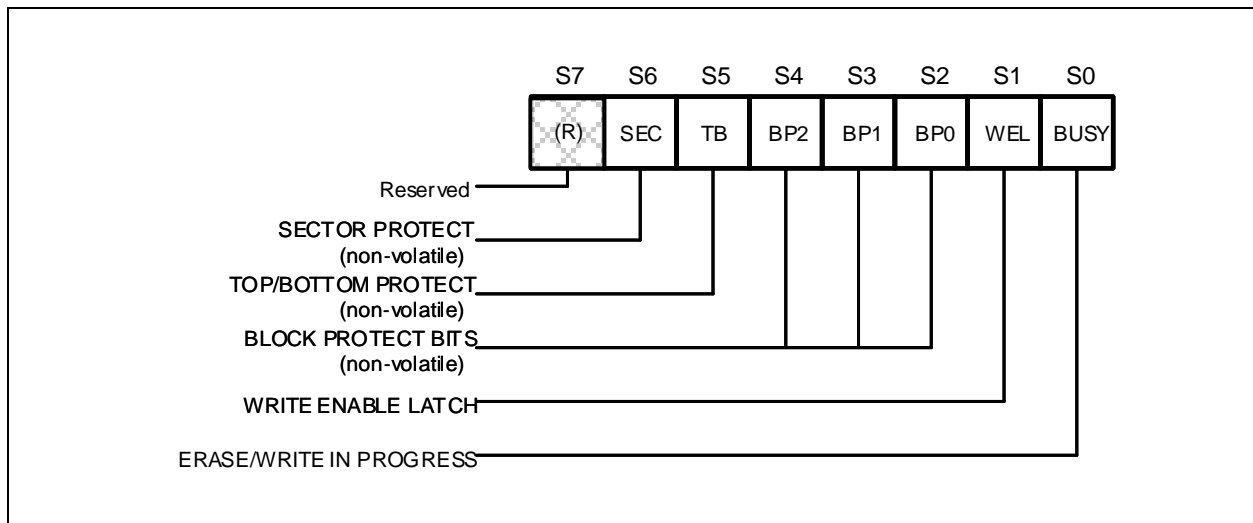 S7 S6 S5 S4 S3 S2 S1 S0
(R) SEC TB BP2 BP1 BP0 WEL BUSY
Reserved
SECTOR PROTECT
(non-volatile)
TOP/BOTTOM PROTECT
(non-volatile)
BLOCK PROTECT BITS
(non-volatile)
WRITE ENABLE LATCH
ERASE/WRITE IN PROGRESS